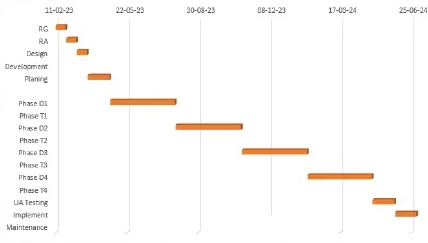 11-02-23 22-05-23 30-08-23 08-12-23 17-03-24 25-06-24
RG
RA
Design
Development
Planing
Phase D1
Phase T1
Phase D2
Phase T2
Phase D3
Phase T3
Phase D4
Phase T4
UA Testing
Implement
Maintenance